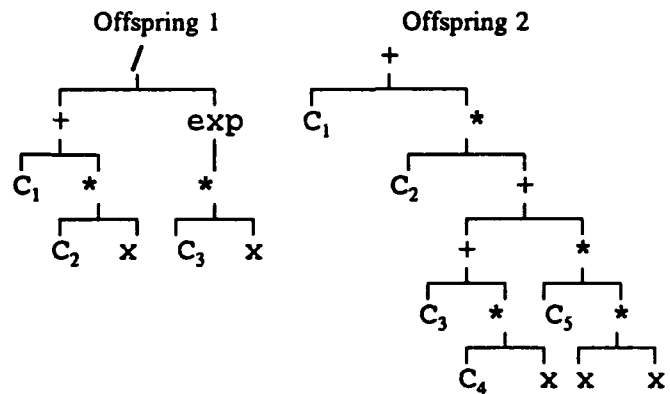 Offspring 1 Offspring 2
/ +
+ exp C₁ *
C₁ * * C₂ +
C₂ x C₃ x + *
C₃ * C₅ *
C₄ x x x